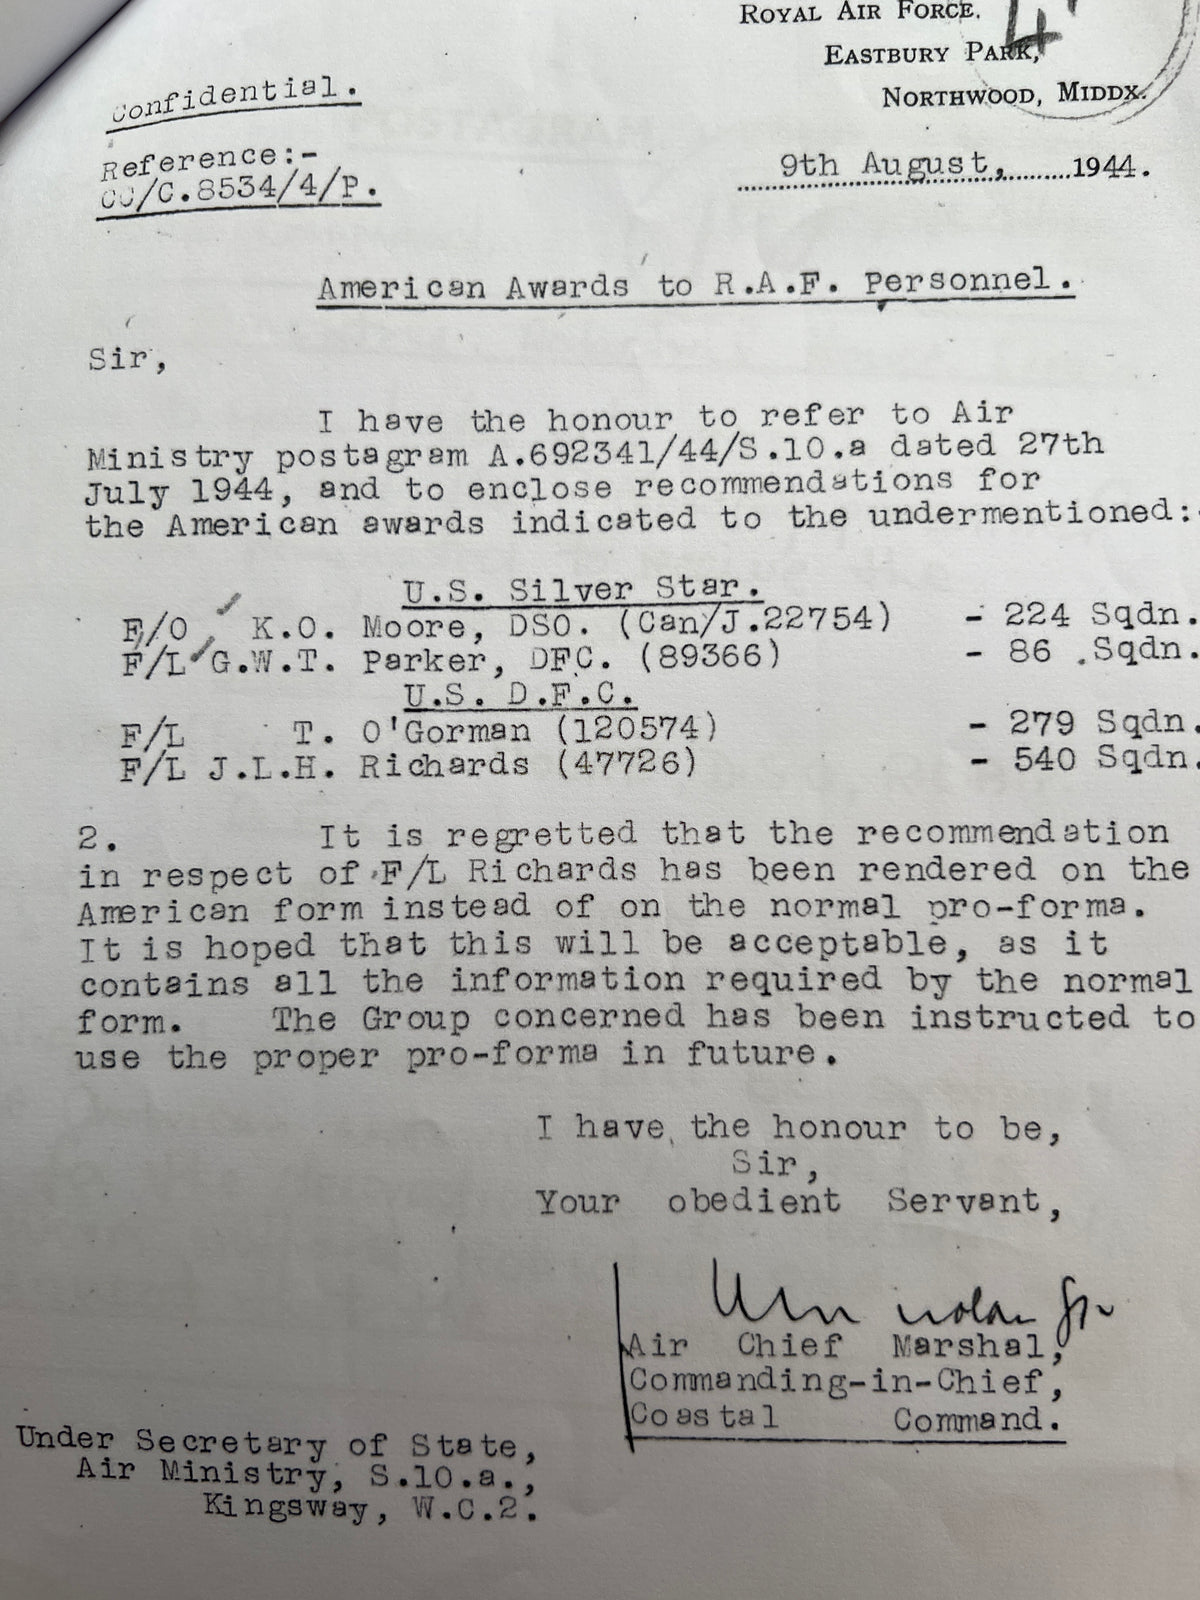 ROYAL AIR FORCE.
EASTBURY PARK,
NORTHWOOD, MIDDX.
Confidential.
Reference:-
CC/C.8534/4/P.
9th August, 1944.
American Awards to R.A.F. Personnel.
Sir,
I have the honour to refer to Air
Ministry postagram A.692341/44/S.10.a dated 27th
July 1944, and to enclose recommendations for
the American awards indicated to the undermentioned:-
U.S. Silver Star.
F/O K.O. Moore, DSO. (Can/J.22754) - 224 Sqdn.
F/L G.W.T. Parker, DFC. (89366) - 86 Sqdn.
U.S. D.F.C.
F/L T. O'Gorman (120574) - 279 Sqdn.
F/L J.L.H. Richards (47726) - 540 Sqdn.
2. It is regretted that the recommendation
in respect of F/L Richards has been rendered on the
American form instead of on the normal pro-forma.
It is hoped that this will be acceptable, as it
contains all the information required by the normal
form. The Group concerned has been instructed to
use the proper pro-forma in future.
I have the honour to be,
Sir,
Your obedient Servant,
Air Chief Marshal,
Commanding-in-Chief,
Coastal Command.
Under Secretary of State,
Air Ministry, S.10.a.,
Kingsway, W.C.2.